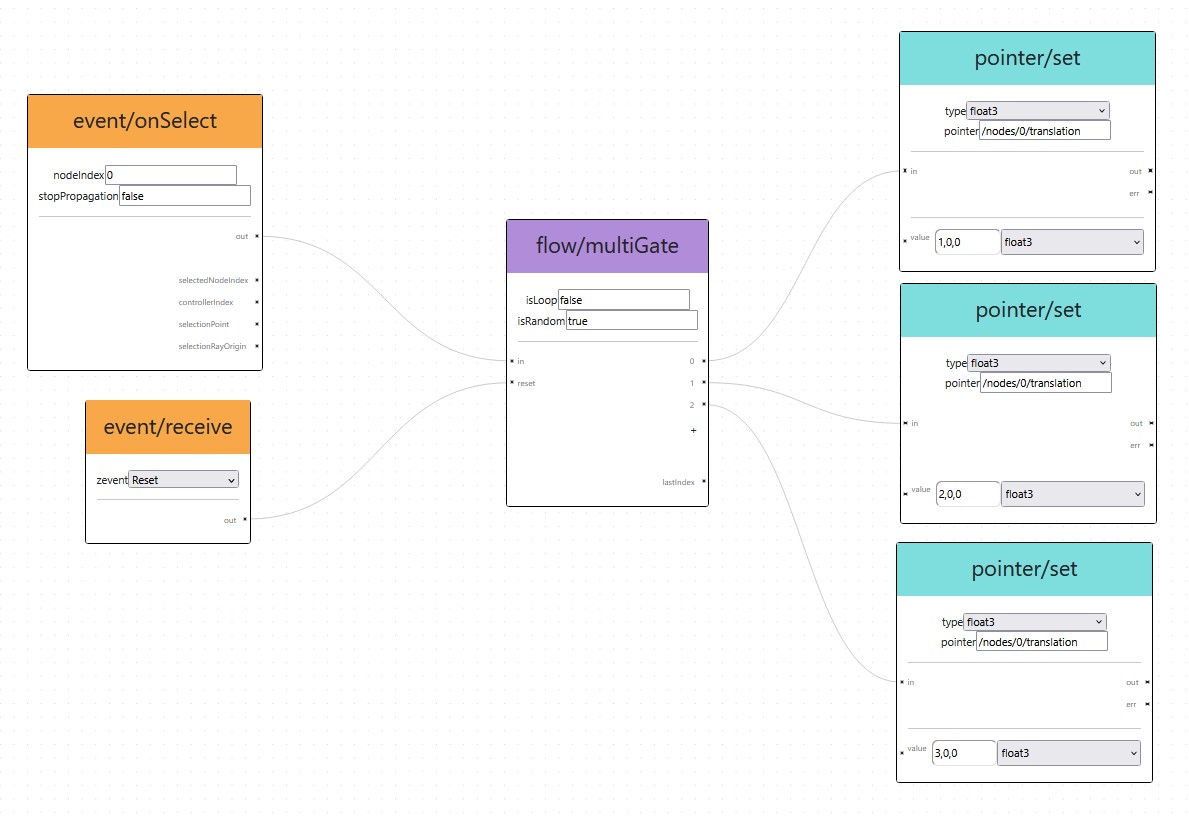 event/onSelect
nodeIndex 0
stopPropagation false
out
selectedNodeIndex
controllerIndex
selectionPoint
selectionRayOrigin
event/receive
zevent Reset
out
flow/multiGate
isLoop false
isRandom true
in 0
reset 1
2
+
lastIndex
pointer/set
type float3
pointer /nodes/0/translation
in out
err
value 1,0,0 float3
pointer/set
type float3
pointer /nodes/0/translation
in out
err
value 2,0,0 float3
pointer/set
type float3
pointer /nodes/0/translation
in out
err
value 3,0,0 float3